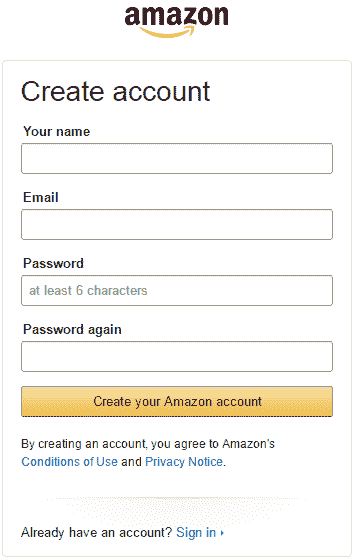 amazon
Create account
Your name
Email
Password
at least 6 characters
Password again
Create your Amazon account
By creating an account, you agree to Amazon's
Conditions of Use and Privacy Notice.
Already have an account? Sign in ›